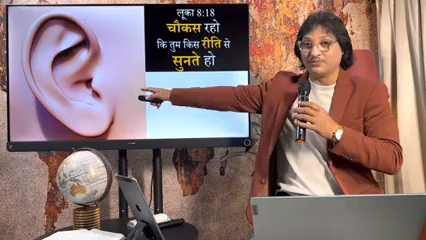 लूका 8:18
चौकस रहो
कि तुम किस रीति से
सुनते हो